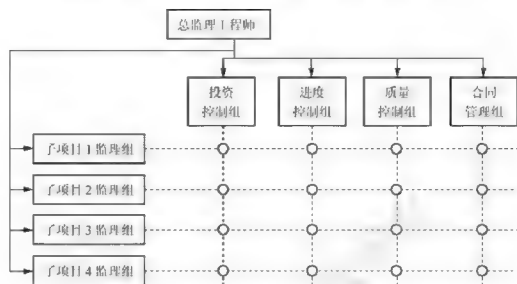 总监理工程师
投资
控制组
进度
控制组
质量
控制组
合同
管理组
子项目1监理组
子项目2监理组
子项目3监理组
子项目4监理组